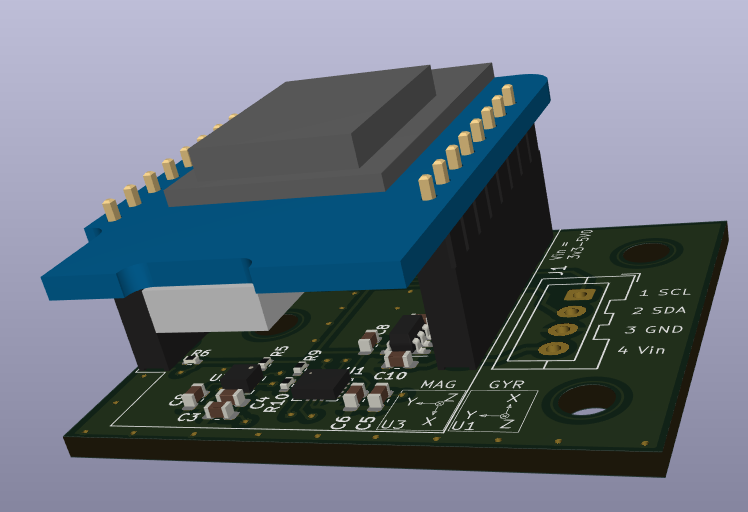 Vin =
3v3-5V0
J1
1 SCL
2 SDA
3 GND
4 Vin
C8
R5
R6
R9
C10
C4
R10
C3
C6
C5
MAG
GYR
Z
Y
X
U3
X
Y
Z
U1